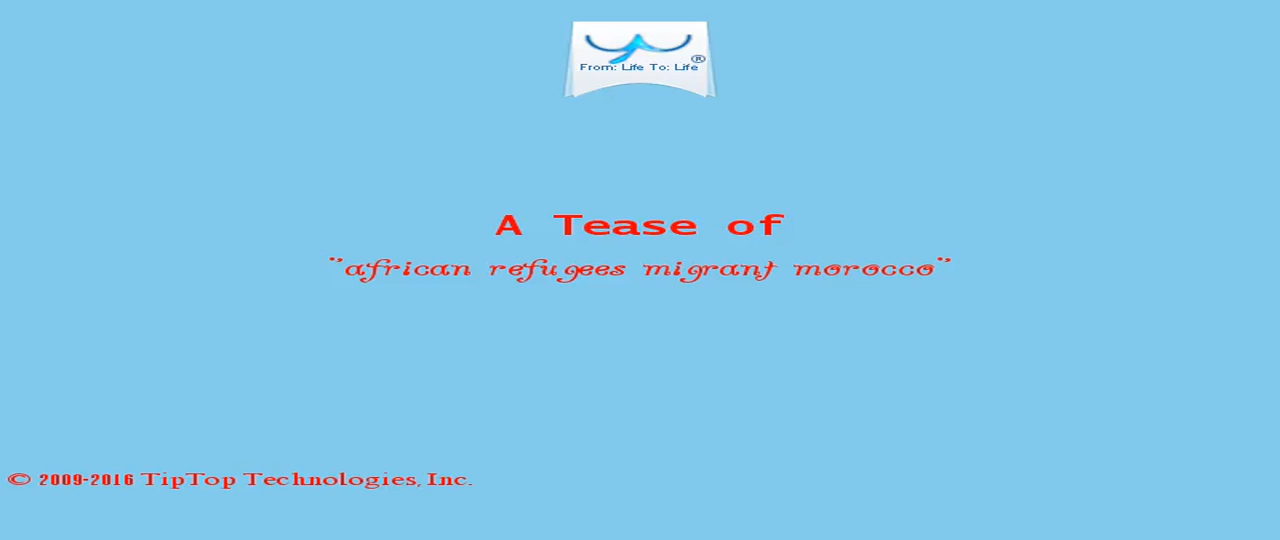 From: Life To: Life®
A Tease of
"african refugees migrant morocco"
© 2009-2016 TipTop Technologies, Inc.